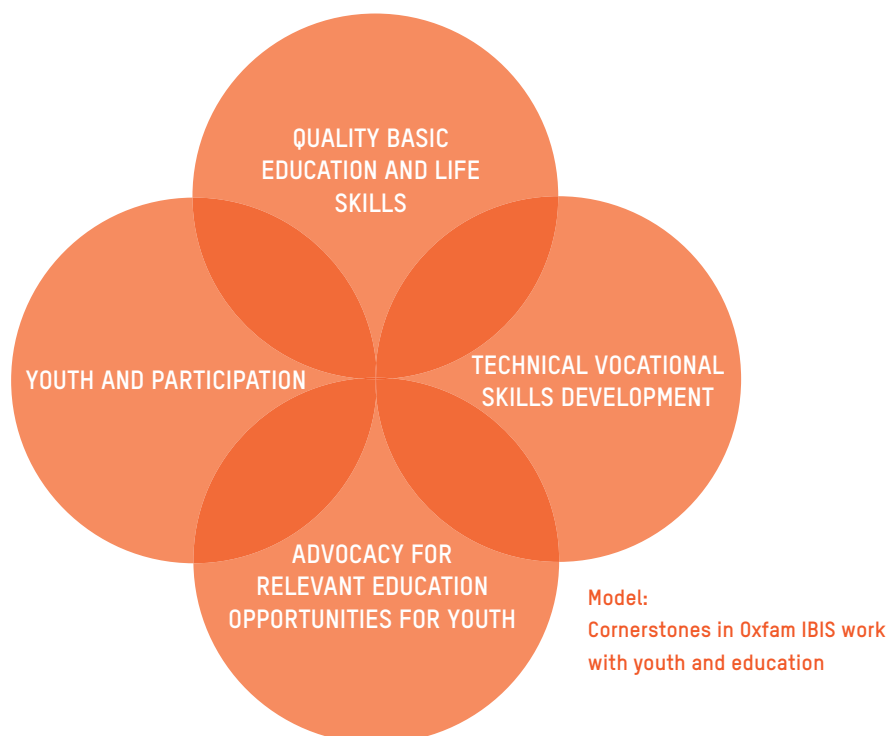 QUALITY BASIC
EDUCATION AND LIFE
SKILLS
YOUTH AND PARTICIPATION
TECHNICAL VOCATIONAL
SKILLS DEVELOPMENT
ADVOCACY FOR
RELEVANT EDUCATION
OPPORTUNITIES FOR YOUTH
Model:
Cornerstones in Oxfam IBIS work
with youth and education